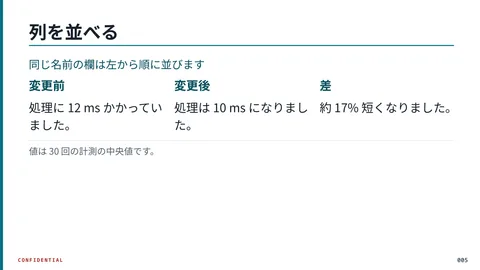 列を並べる
同じ名前の欄は左から順に並びます
変更前
処理に 12 ms かかってい
ました。
変更後
処理は 10 ms になりまし
た。
差
約 17% 短くなりました。
値は 30 回の計測の中央値です。
CONFIDENTIAL
005